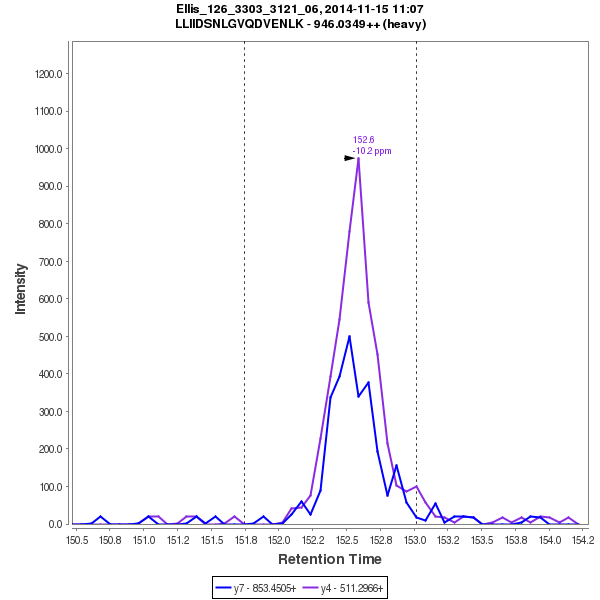 Ellis_126_3303_3121_06, 2014-11-15 11:07
LLIIDSNLGVQDVENLK - 946.0349++ (heavy)
152.6
-10.2 ppm
1200.0
1100.0
1000.0
900.0
800.0
700.0
600.0
500.0
400.0
300.0
200.0
100.0
0.0
Intensity
150.5 150.8 151.0 151.2 151.5 151.8 152.0 152.2 152.5 152.8 153.0 153.2 153.5 153.8 154.0 154.2
Retention Time
y7 - 853.4505+ y4 - 511.2966+